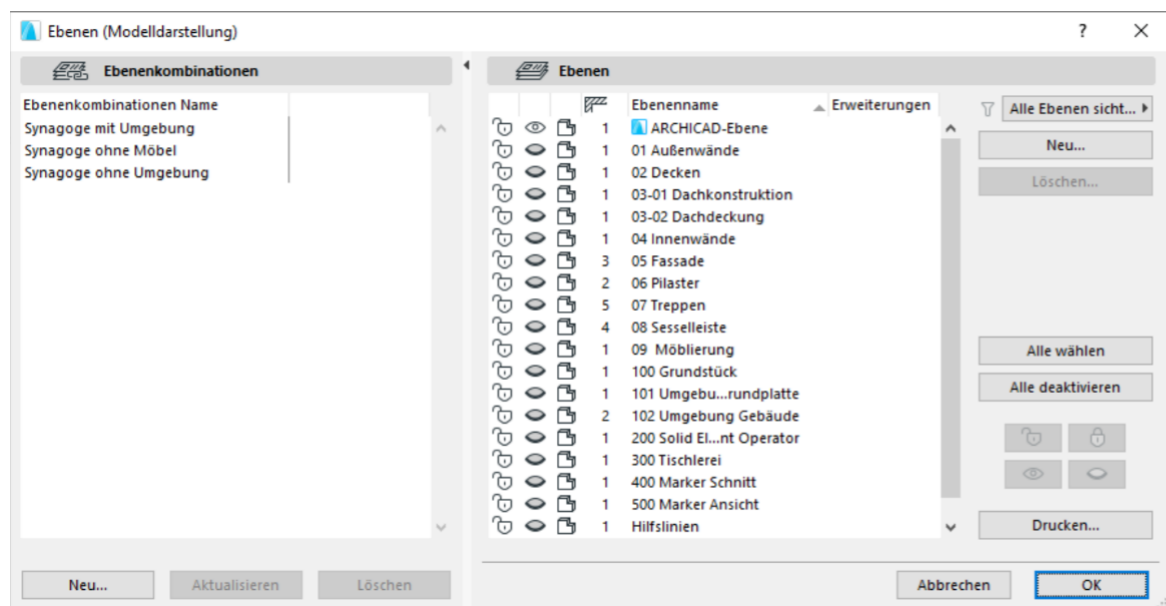 Ebenen (Modelldarstellung)
?
Ebenenkombinationen
Ebenenkombinationen Name
Synagoge mit Umgebung
Synagoge ohne Möbel
Synagoge ohne Umgebung
Neu...
Aktualisieren
Löschen
Ebenen
Ebenenname Erweiterungen
1 ARCHICAD-Ebene
1 01 Außenwände
1 02 Decken
1 03-01 Dachkonstruktion
1 03-02 Dachdeckung
1 04 Innenwände
3 05 Fassade
2 06 Pilaster
5 07 Treppen
4 08 Sesselleiste
1 09 Möblierung
1 100 Grundstück
1 101 Umgebu...rundplatte
2 102 Umgebung Gebäude
1 200 Solid El...nt Operator
1 300 Tischlerei
1 400 Marker Schnitt
1 500 Marker Ansicht
1 Hilfslinien
Alle Ebenen sicht...
Neu...
Löschen...
Alle wählen
Alle deaktivieren
Drucken...
Abbrechen
OK